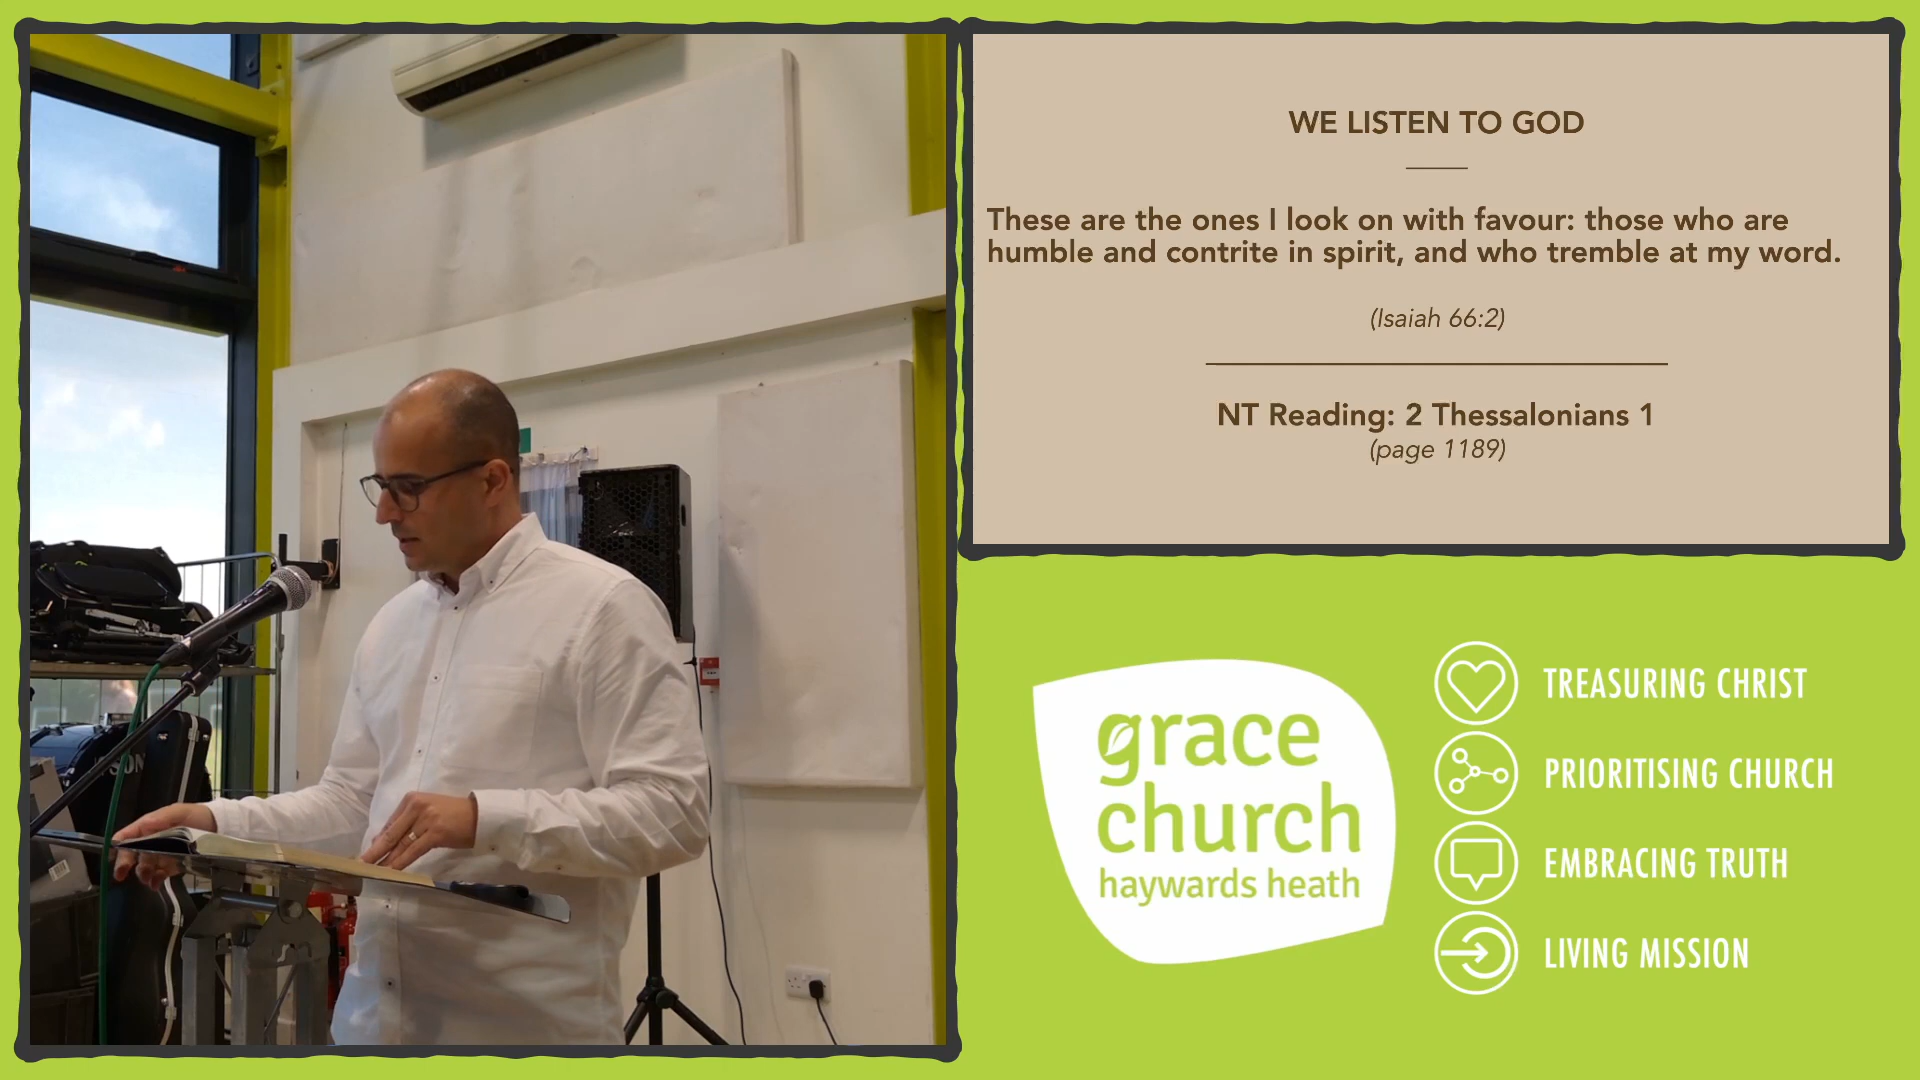 WE LISTEN TO GOD
These are the ones I look on with favour: those who are
humble and contrite in spirit, and who tremble at my word.
(Isaiah 66:2)
NT Reading: 2 Thessalonians 1
(page 1189)
grace
church
haywards heath
TREASURING CHRIST
PRIORITISING CHURCH
EMBRACING TRUTH
LIVING MISSION